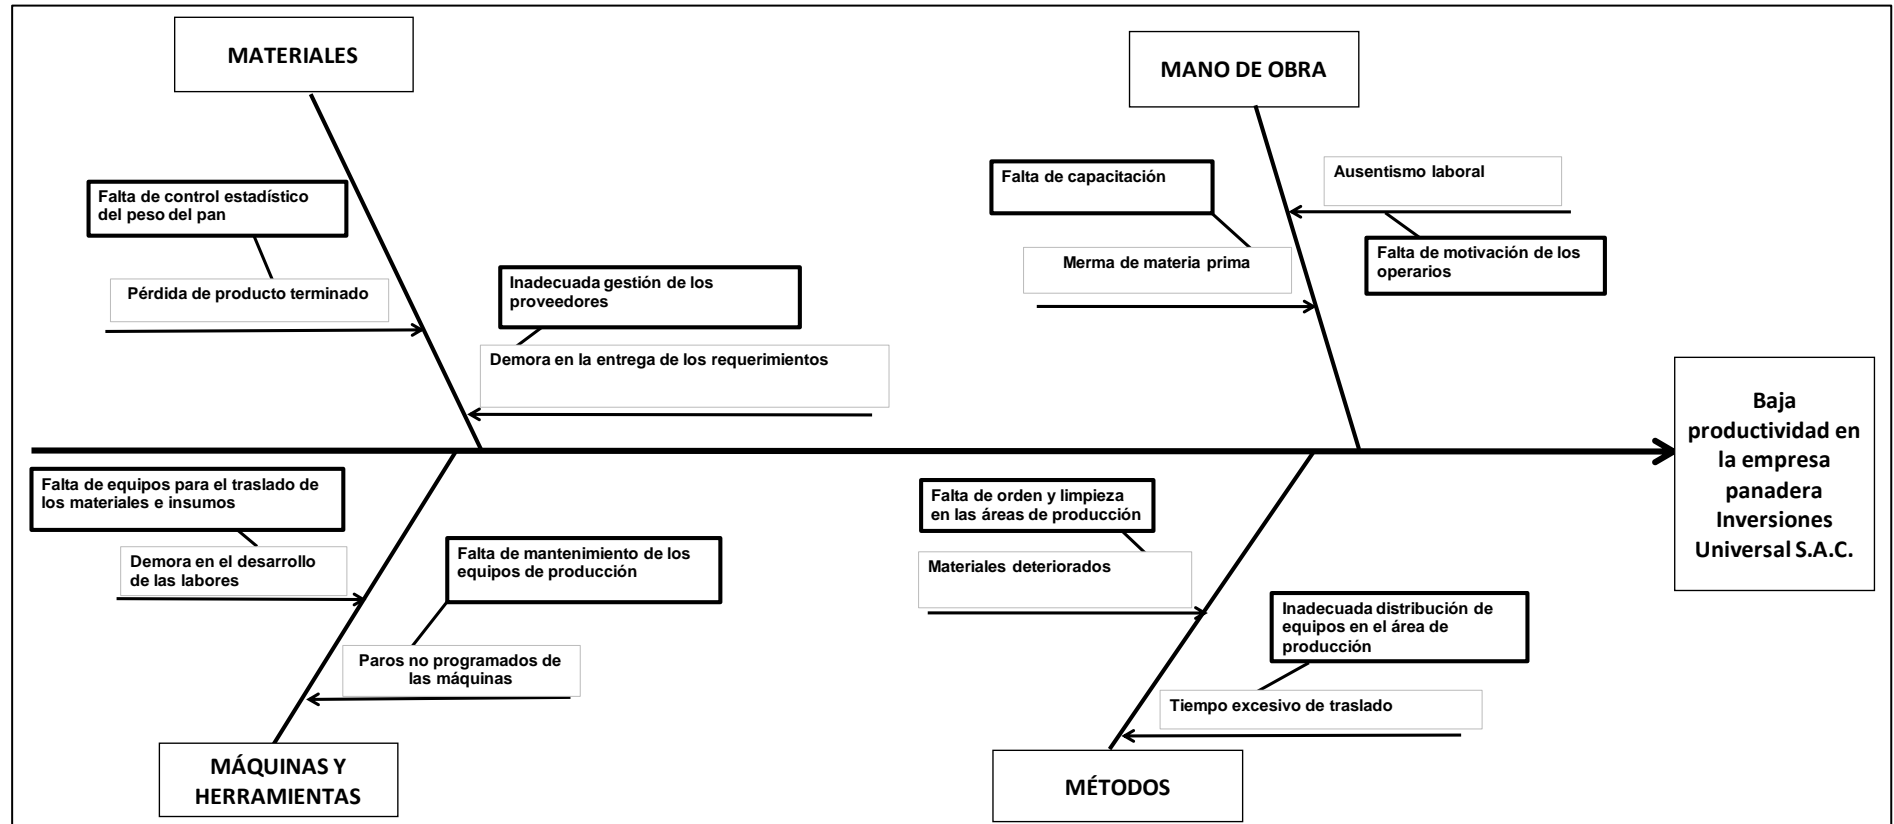 MATERIALES
MANO DE OBRA
Falta de control estadístico
del peso del pan
Pérdida de producto terminado
Inadecuada gestión de los
proveedores
Demora en la entrega de los requerimientos
Falta de capacitación
Merma de materia prima
Ausentismo laboral
Falta de motivación de los
operarios
Baja
productividad en
la empresa
panadera
Inversiones
Universal S.A.C.
Falta de equipos para el traslado de
los materiales e insumos
Demora en el desarrollo
de las labores
Falta de mantenimiento de los
equipos de producción
Paros no programados de
las máquinas
Falta de orden y limpieza
en las áreas de producción
Materiales deteriorados
Inadecuada distribución de
equipos en el área de
producción
Tiempo excesivo de traslado
MÁQUINAS Y
HERRAMIENTAS
MÉTODOS